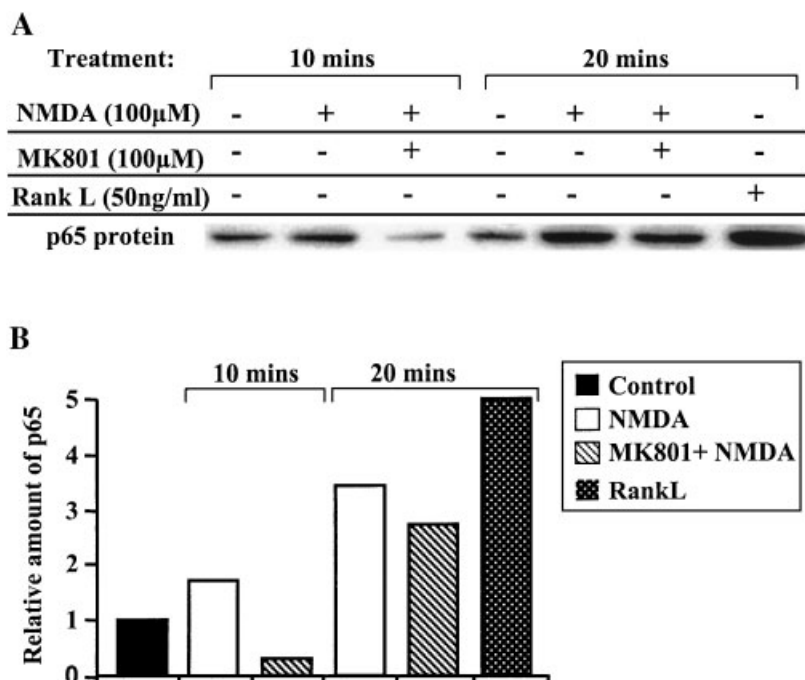 A
Treatment: 10 mins 20 mins
NMDA (100µM) - + + - + + -
MK801 (100µM) - - + - - + -
Rank L (50ng/ml) - - - - - - +
p65 protein
B
10 mins 20 mins
Relative amount of p65
5
4
3
2
1
0
Control
NMDA
MK801+ NMDA
RankL